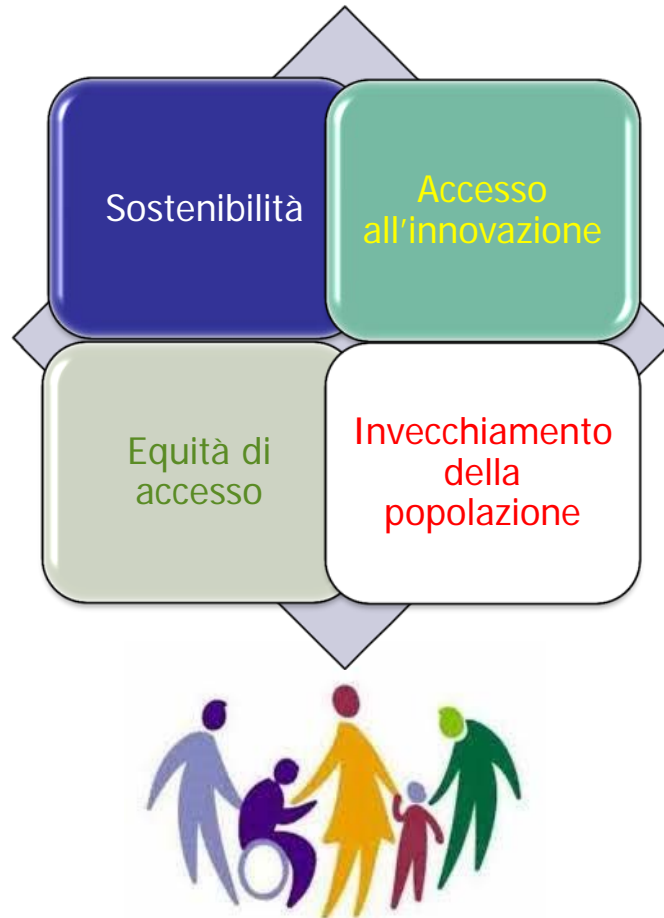 Sostenibilità
Accesso
all'innovazione
Equità di
accesso
Invecchiamento
della
popolazione